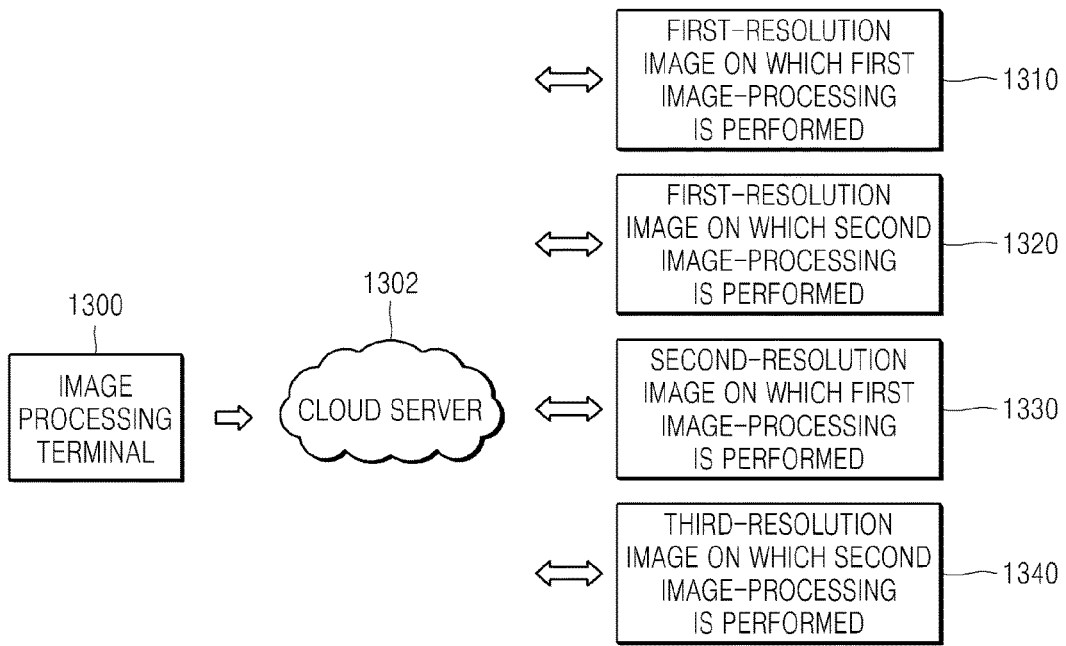 FIRST-RESOLUTION
IMAGE ON WHICH FIRST
IMAGE-PROCESSING
IS PERFORMED
1310
FIRST-RESOLUTION
IMAGE ON WHICH SECOND
IMAGE-PROCESSING
IS PERFORMED
1320
1300
IMAGE
PROCESSING
TERMINAL
1302
CLOUD SERVER
SECOND-RESOLUTION
IMAGE ON WHICH FIRST
IMAGE-PROCESSING
IS PERFORMED
1330
THIRD-RESOLUTION
IMAGE ON WHICH SECOND
IMAGE-PROCESSING
IS PERFORMED
1340